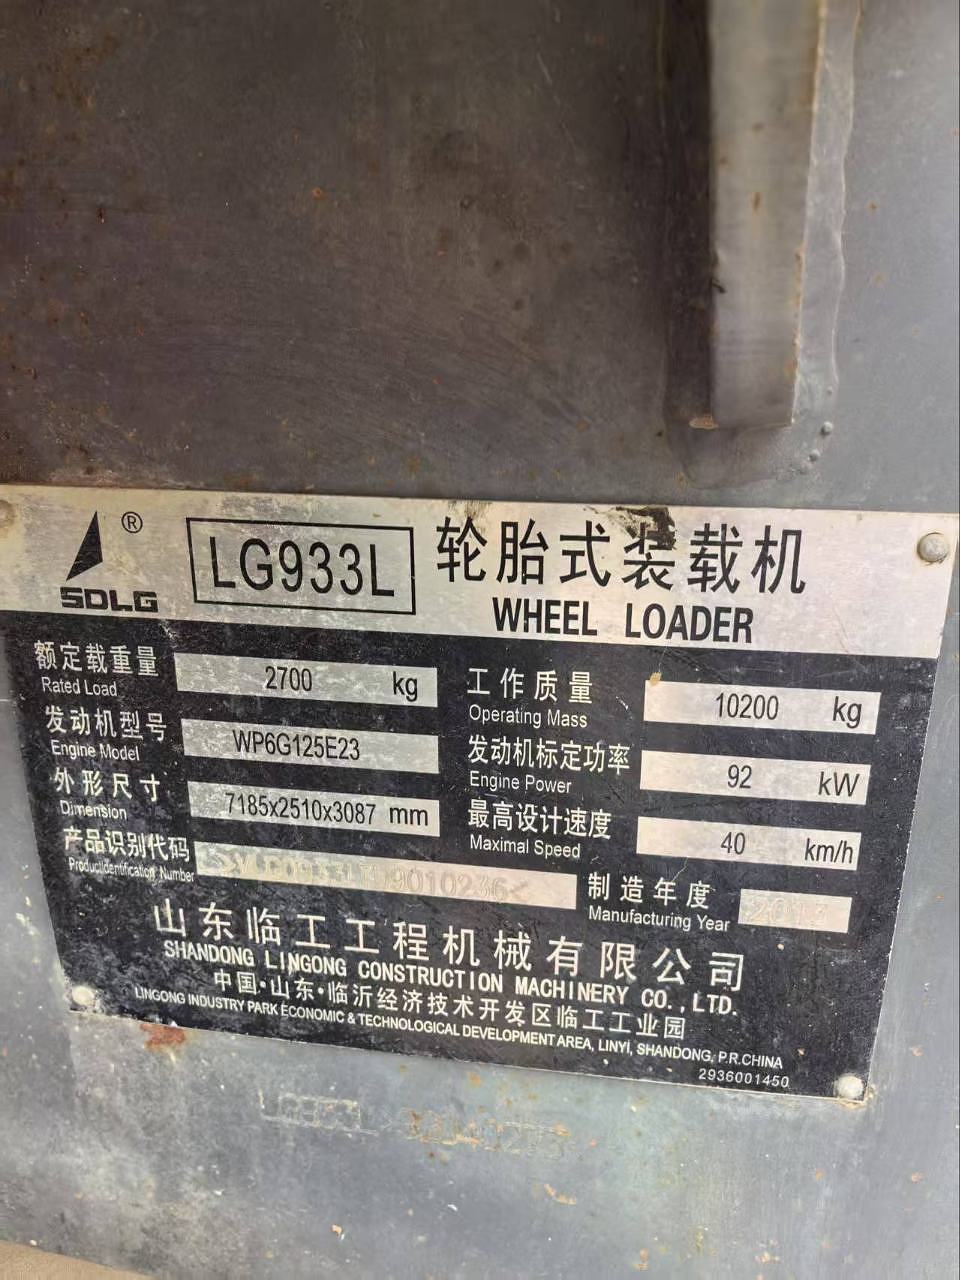 ®
SDLG
LG933L
轮胎式装载机
WHEEL LOADER
额定载重量
Rated Load
2700 kg
工作质量
Operating Mass
10200 kg
发动机型号
Engine Model
WP6G125E23
发动机标定功率
Engine Power
92 kW
外形尺寸
Dimension
7185x2510x3087 mm
最高设计速度
Maximal Speed
40 km/h
产品识别代码
Productidentification Number
制造年度
Manufacturing Year
山东临工工程机械有限公司
SHANDONG LINGONG CONSTRUCTION MACHINERY CO.,LTD.
中国·山东·临沂经济技术开发区临工工业园
LINGONG INDUSTRY PARK ECONOMIC & TECHNOLOGICAL DEVELOPMENT AREA, LINYI, SHANDONG, P.R.CHINA
2936001450